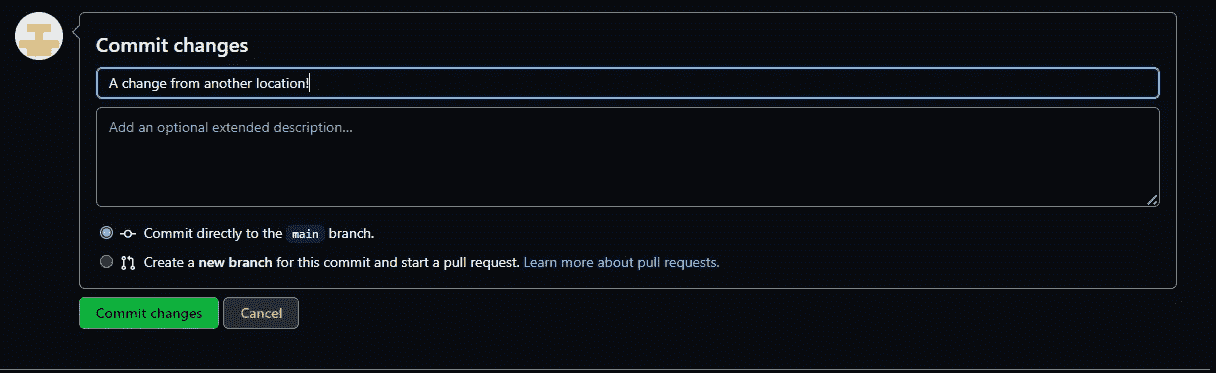 Commit changes
A change from another location!
Add an optional extended description...
Commit directly to the main branch.
Create a new branch for this commit and start a pull request. Learn more about pull requests.
Commit changes Cancel